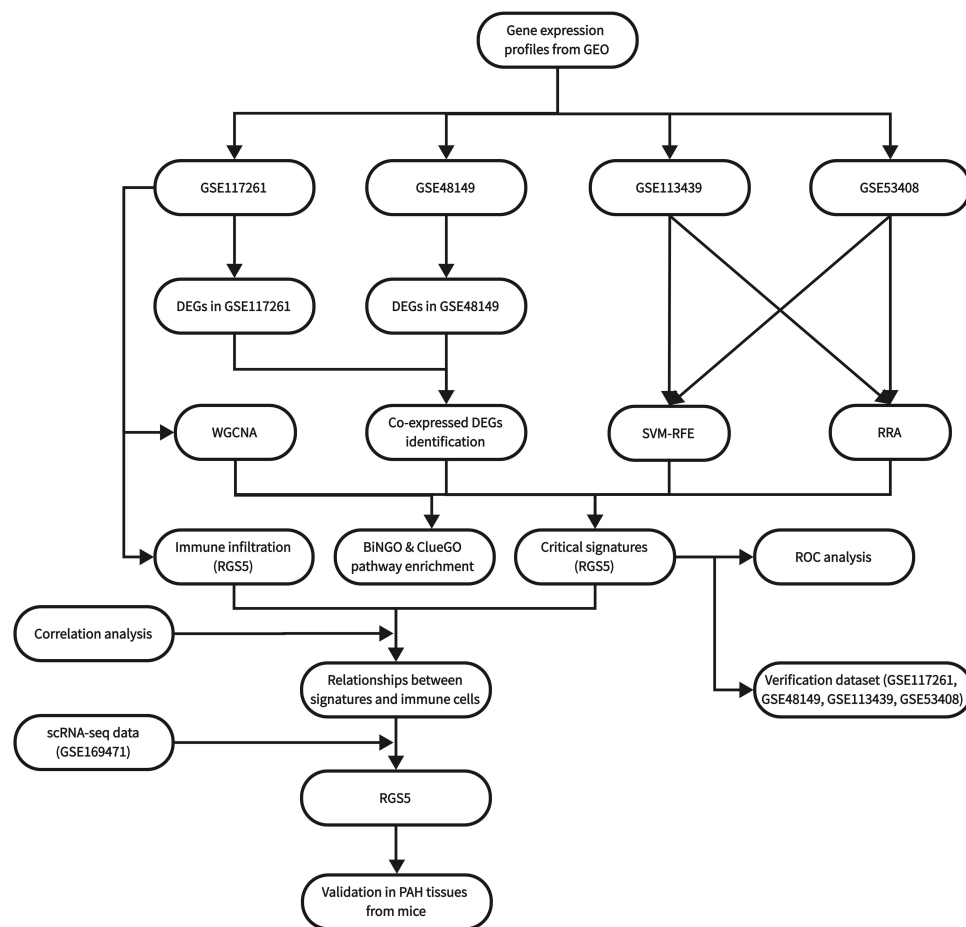 Gene expression
profiles from GEO
GSE117261
GSE48149
GSE113439
GSE53408
DEGs in GSE117261
DEGs in GSE48149
WGCNA
Co-expressed DEGs
identification
SVM-RFE
RRA
Immune infiltration
(RGS5)
BiNGO & ClueGO
pathway enrichment
Critical signatures
(RGS5)
ROC analysis
Correlation analysis
Relationships between
signatures and immune cells
Verification dataset (GSE117261,
GSE48149, GSE113439, GSE53408)
scRNA-seq data
(GSE169471)
RGS5
Validation in PAH tissues
from mice